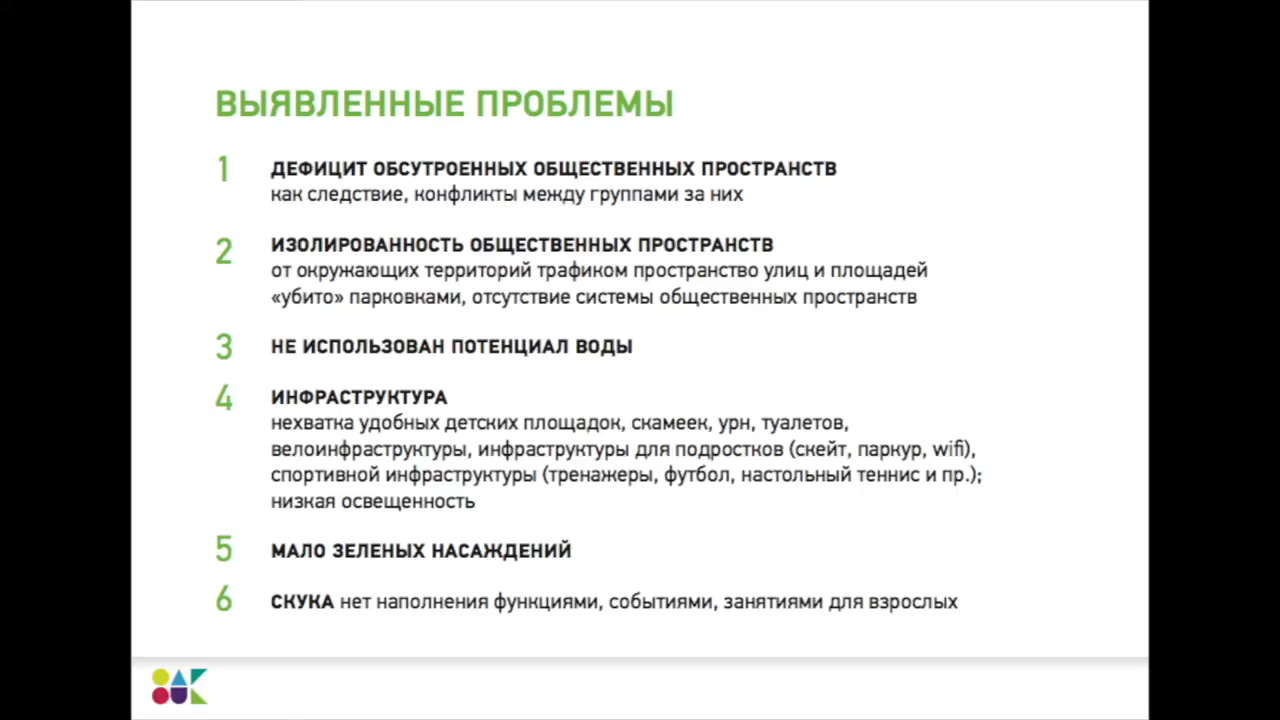 ВЫЯВЛЕННЫЕ ПРОБЛЕМЫ
1 ДЕФИЦИТ ОБСУТРОЕННЫХ ОБЩЕСТВЕННЫХ ПРОСТРАНСТВ
как следствие, конфликты между группами за них
2 ИЗОЛИРОВАННОСТЬ ОБЩЕСТВЕННЫХ ПРОСТРАНСТВ
от окружающих территорий трафиком пространство улиц и площадей
«убито» парковками, отсутствие системы общественных пространств
3 НЕ ИСПОЛЬЗОВАН ПОТЕНЦИАЛ ВОДЫ
4 ИНФРАСТРУКТУРА
нехватка удобных детских площадок, скамеек, урн, туалетов,
велоинфраструктуры, инфраструктуры для подростков (скейт, паркур, wifi),
спортивной инфраструктуры (тренажеры, футбол, настольный теннис и пр.);
низкая освещенность
5 МАЛО ЗЕЛЕНЫХ НАСАЖДЕНИЙ
6 СКУКА нет наполнения функциями, событиями, занятиями для взрослых